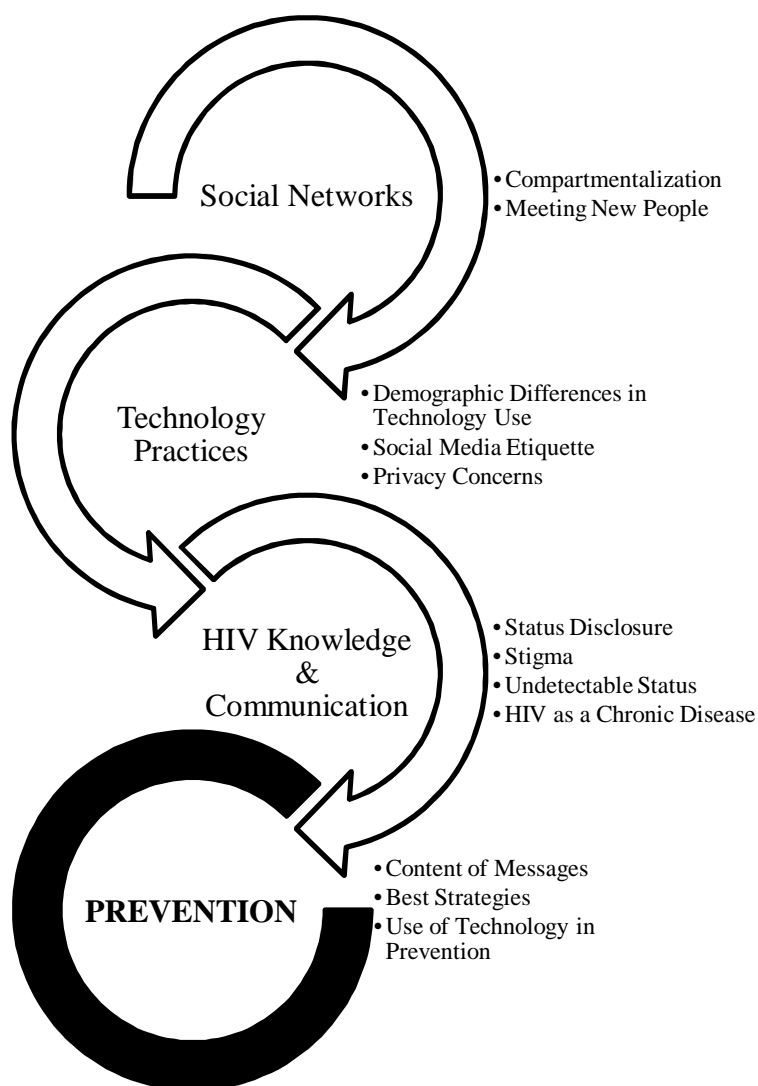 Social Networks
• Compartmentalization
• Meeting New People
Technology
Practices
• Demographic Differences in
Technology Use
• Social Media Etiquette
• Privacy Concerns
HIV Knowledge
&
Communication
• Status Disclosure
• Stigma
• Undetectable Status
• HIV as a Chronic Disease
PREVENTION
• Content of Messages
• Best Strategies
• Use of Technology in
Prevention